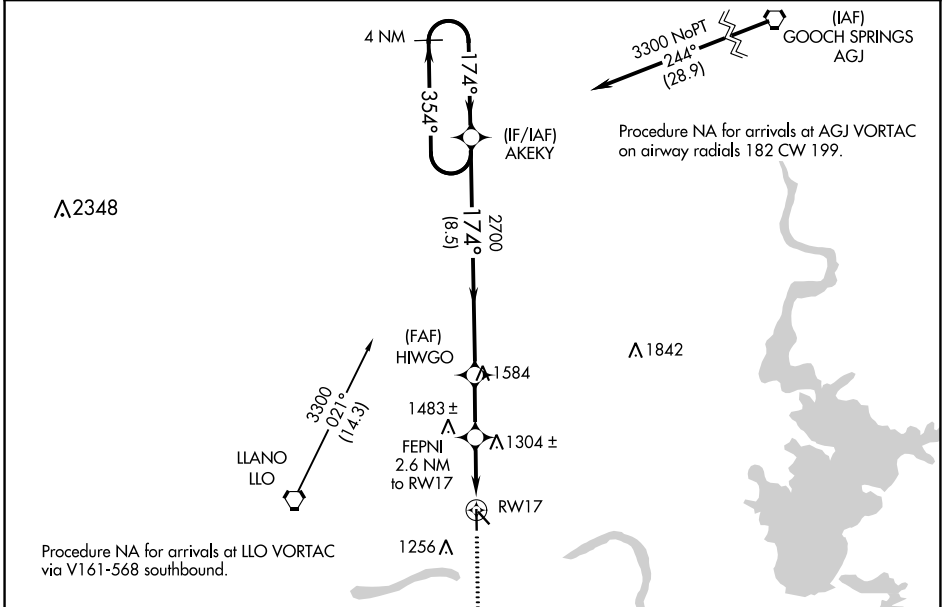 4 NM
174°
354°
(IF/IAF)
AKEKY
3300 NoPT
244°
(28.9)
(IAF)
GOOCH SPRINGS
AGJ
Procedure NA for arrivals at AGJ VORTAC
on airway radials 182 CW 199.
2348
2700
174°
(8.5)
(FAF)
HIWGO
1584
1842
3300
021°
(14.3)
1483 ±
FEPNI
2.6 NM
to RW17
1304 ±
LLANO
LLO
RW17
Procedure NA for arrivals at LLO VORTAC
via V161-568 southbound.
1256